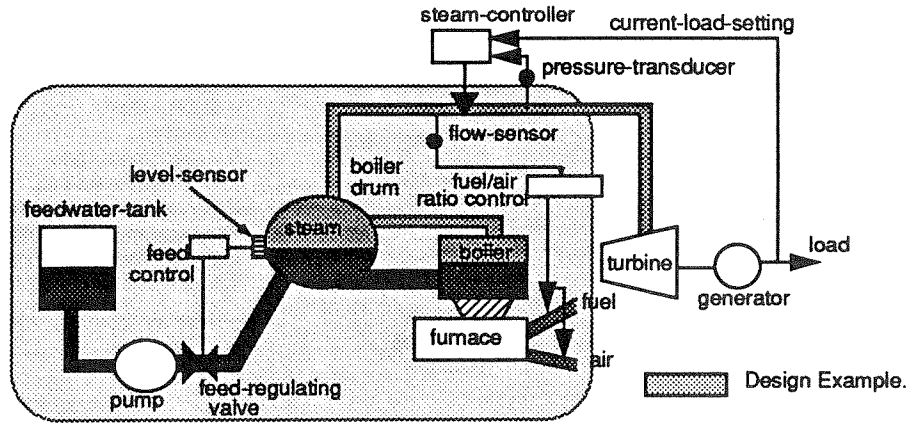 steam-controller
current-load-setting
pressure-transducer
flow-sensor
boiler
drum
fuel/air
ratio control
level-sensor
feedwater-tank
steam
feed
control
boiler
turbine
load
generator
fuel
furnace
air
pump
feed-regulating
valve
Design Example.